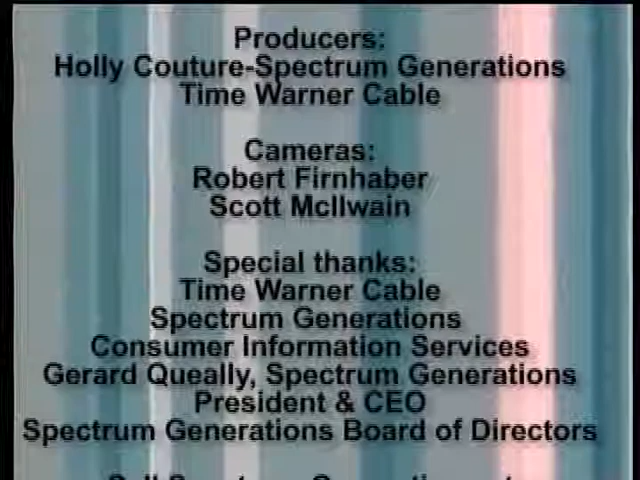 Producers:
Holly Couture-Spectrum Generations
Time Warner Cable
Cameras:
Robert Firnhaber
Scott McIlwain
Special thanks:
Time Warner Cable
Spectrum Generations
Consumer Information Services
Gerard Queally, Spectrum Generations
President & CEO
Spectrum Generations Board of Directors